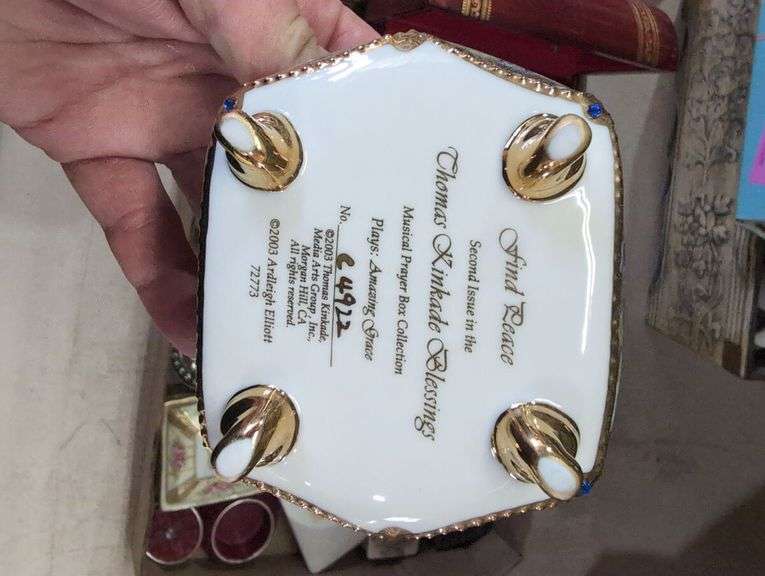 Find Peace
Second Issue in the
Thomas Kinkade Blessings
Musical Prayer Box Collection
Plays: Amazing Grace
No. C 4922
©2003 Thomas Kinkade,
Media Arts Group, Inc.,
Morgan Hill, CA
All rights reserved.
©2003 Ardleigh Elliott
72773